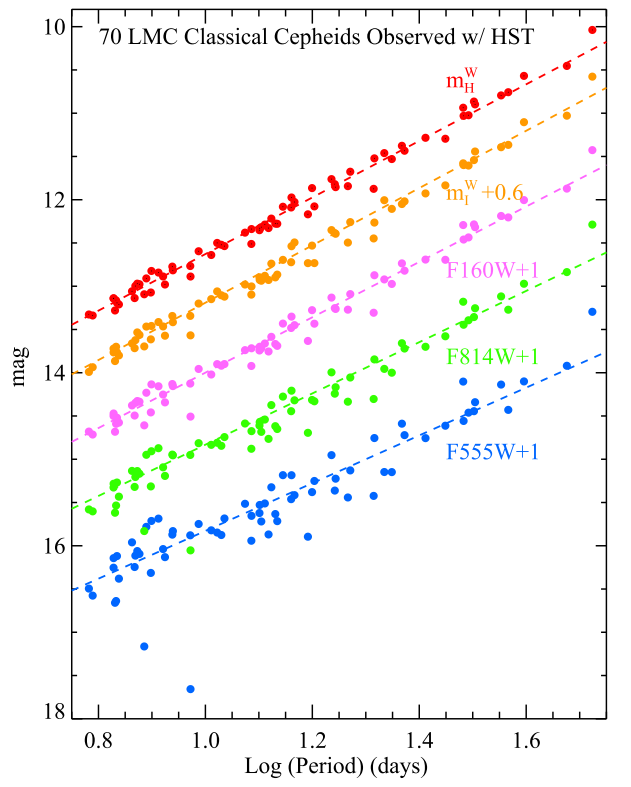 70 LMC Classical Cepheids Observed w/ HST
10
12
14
16
18
mag
m_H^W
m_I^W+0.6
F160W+1
F814W+1
F555W+1
0.8 1.0 1.2 1.4 1.6
Log (Period) (days)